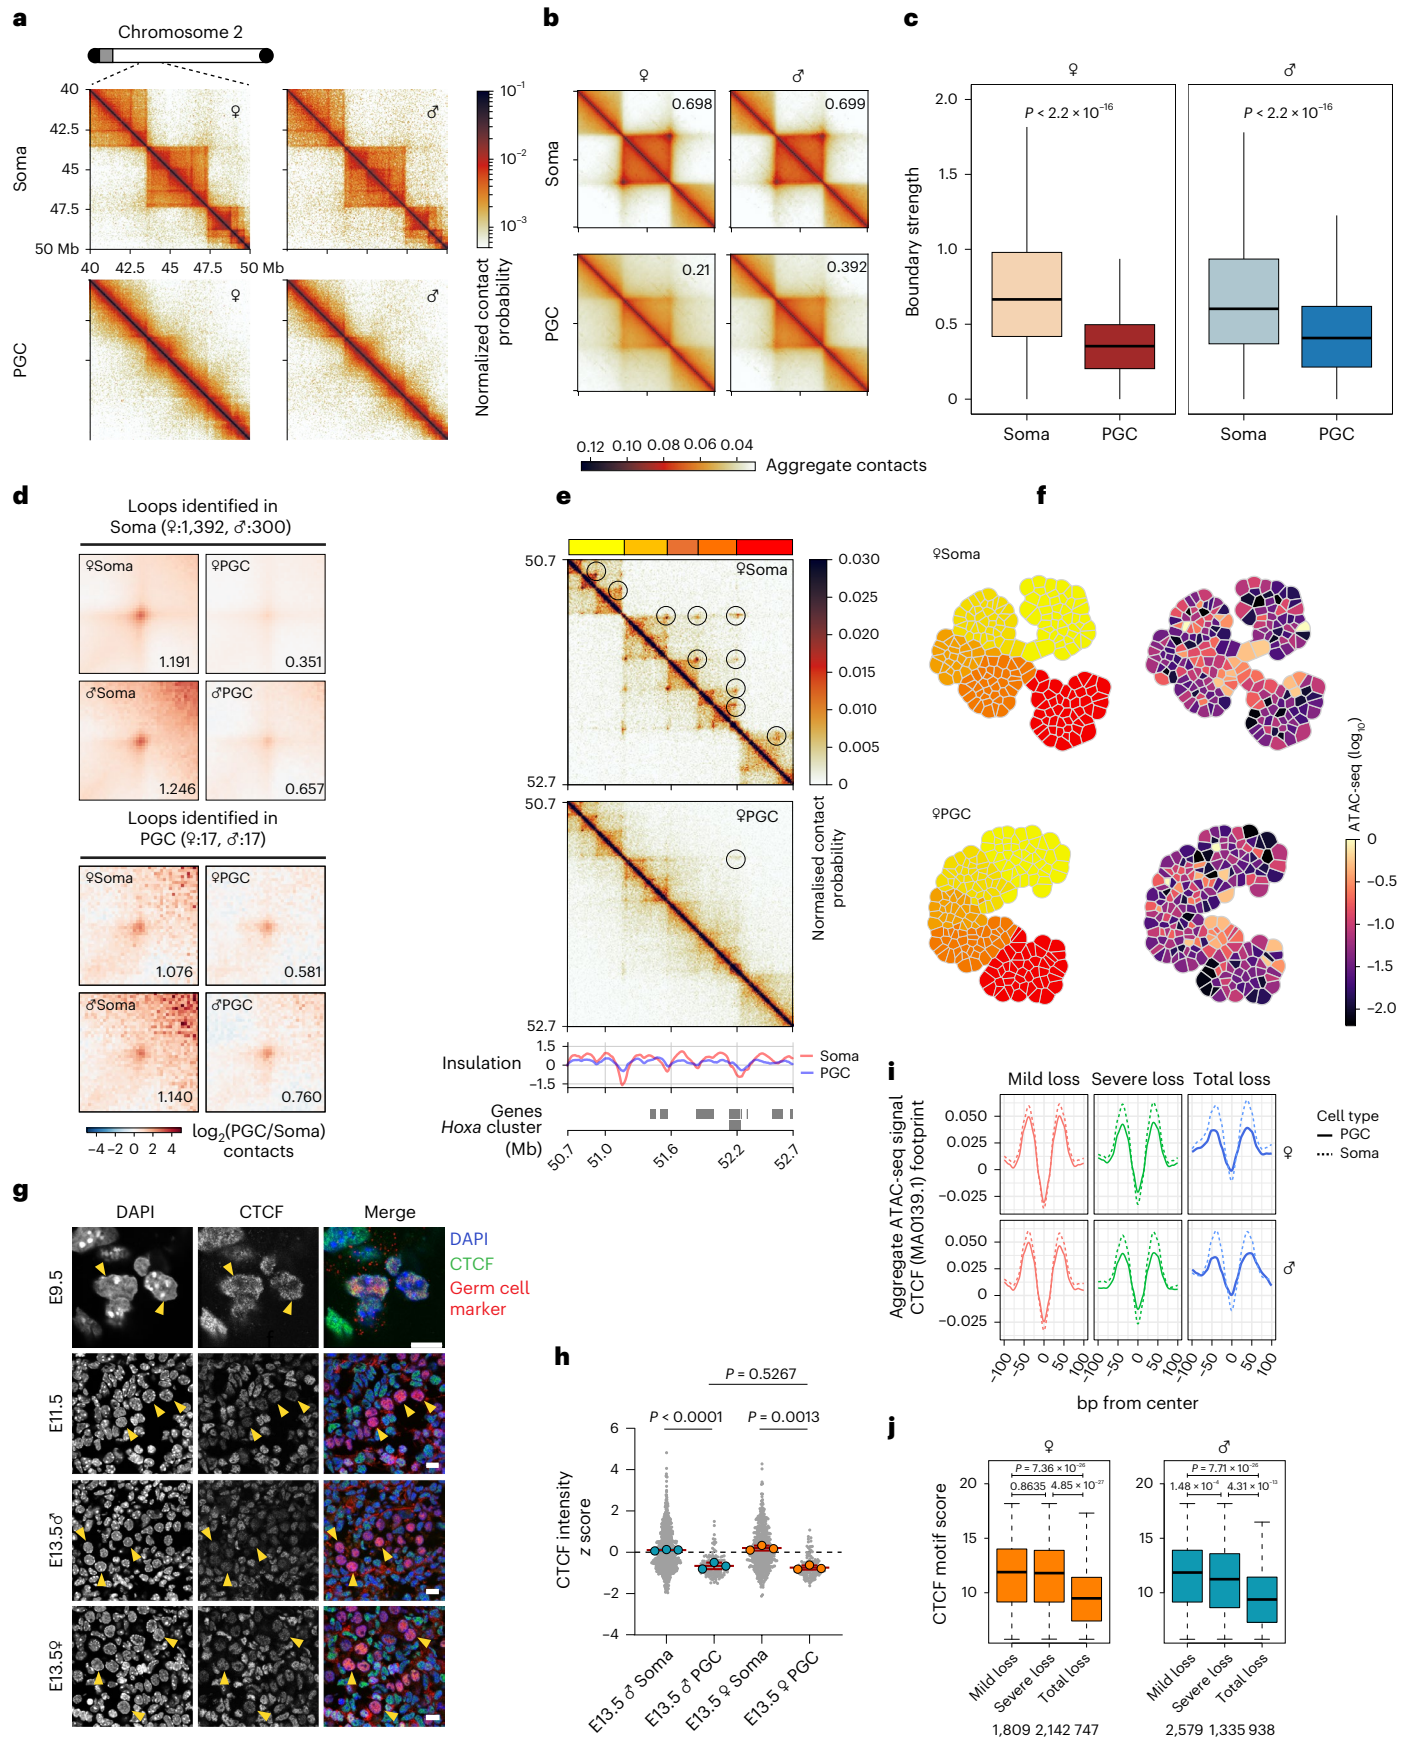 a
Chromosome 2
Soma
40
42.5
45
47.5
50 Mb
♀
♂
40 42.5 45 47.5 50 Mb
PGC
♀
♂
10⁻¹
10⁻²
10⁻³
Normalized contact
probability
b
♀ ♂
Soma
0.698
0.699
PGC
0.21
0.392
0.12 0.10 0.08 0.06 0.04
Aggregate contacts
c
♀ ♂
Boundary strength
2.0
1.5
1.0
0.5
0
P < 2.2 × 10⁻¹⁶
P < 2.2 × 10⁻¹⁶
Soma PGC Soma PGC
d
Loops identified in
Soma (♀:1,392, ♂:300)
♀Soma
1.191
♀PGC
0.351
♂Soma
1.246
♂PGC
0.657
Loops identified in
PGC (♀:17, ♂:17)
♀Soma
1.076
♀PGC
0.581
♂Soma
1.140
♂PGC
0.760
−4 −2 0 2 4
log₂(PGC/Soma)
contacts
e
50.7
♀Soma
52.7
50.7
♀PGC
52.7
0.030
0.025
0.020
0.015
0.010
0.005
0
Normalised contact
probability
Insulation
1.5
0
−1.5
Soma
PGC
Genes
Hoxa cluster
(Mb)
50.7 51.0 51.6 52.2 52.7
f
♀Soma
♀PGC
ATAC-seq (log₁₀)
0
−0.5
−1.0
−1.5
−2.0
g
DAPI CTCF Merge
E9.5
E11.5
E13.5♂
E13.5♀
DAPI
CTCF
Germ cell
marker
h
CTCF intensity
z score
6
4
2
0
−2
−4
P = 0.5267
P < 0.0001 P = 0.0013
E13.5 ♂ Soma
E13.5 ♂ PGC
E13.5 ♀ Soma
E13.5 ♀ PGC
i
Mild loss Severe loss Total loss
Aggregate ATAC-seq signal
CTCF (MA0139.1) footprint
0.050
0.025
0
−0.025
♀
0.050
0.025
0
−0.025
♂
−100 −50 0 50 100 −50 0 50 −100 −50 0 50 100
bp from center
Cell type
PGC
Soma
j
♀ ♂
CTCF motif score
20
15
10
P = 7.36 × 10⁻²⁶
0.8635 4.85 × 10⁻²⁷
Mild loss
Severe loss
Total loss
1,809 2,142 747
20
15
10
P = 7.71 × 10⁻²⁶
1.48 × 10⁻⁴ 4.31 × 10⁻¹³
Mild loss
Severe loss
Total loss
2,579 1,335 938